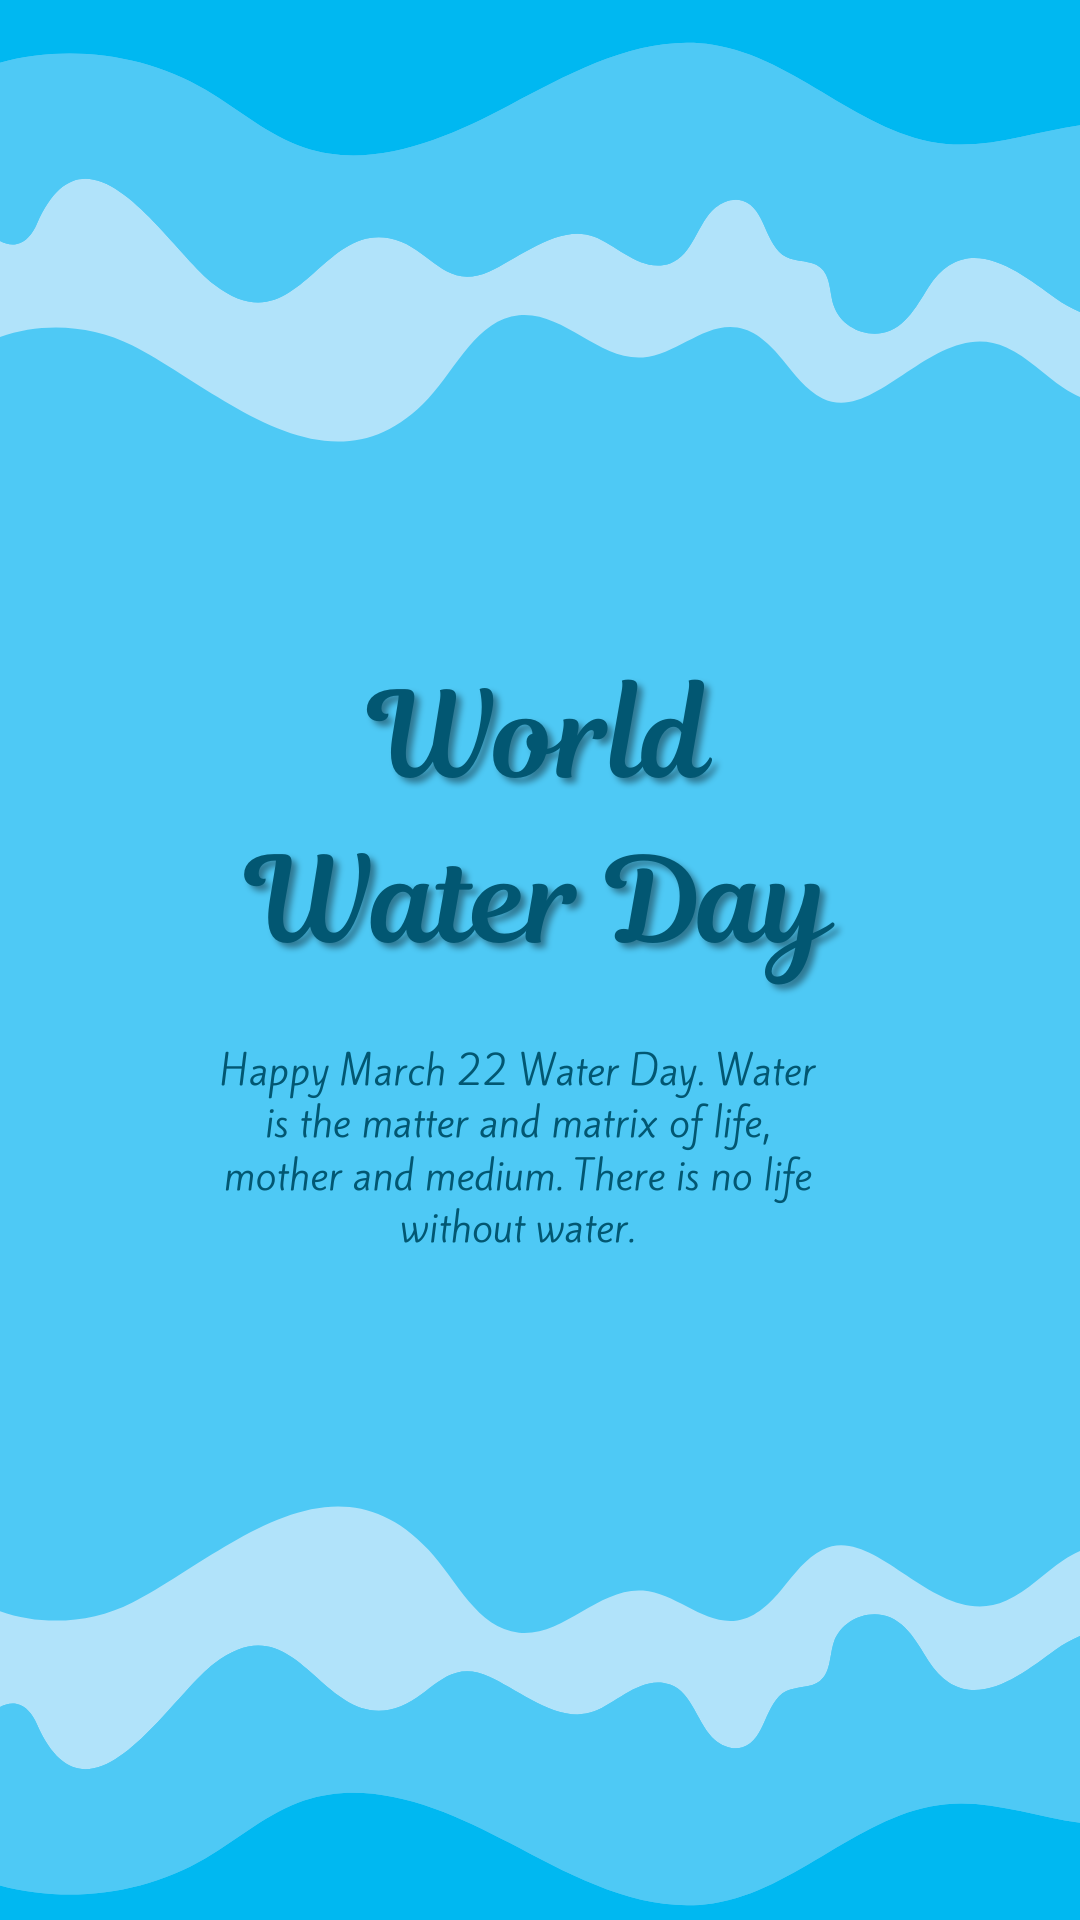 World
Water Day
Happy March 22 Water Day. Water
is the matter and matrix of life,
mother and medium. There is no life
without water.